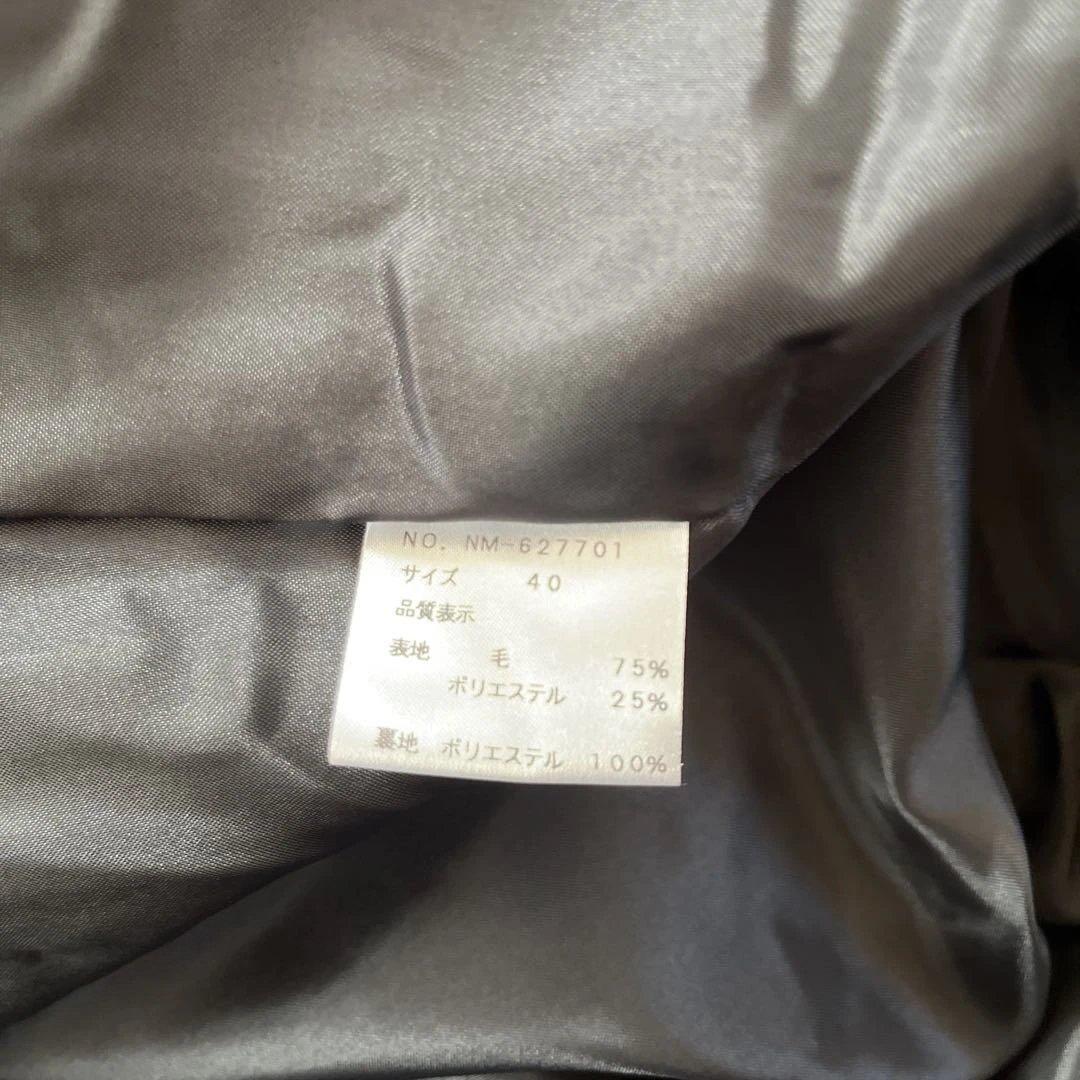 NO. NM-627701
サイズ 40
品質表示
表地 毛 75%
ポリエステル 25%
裏地 ポリエステル 100%